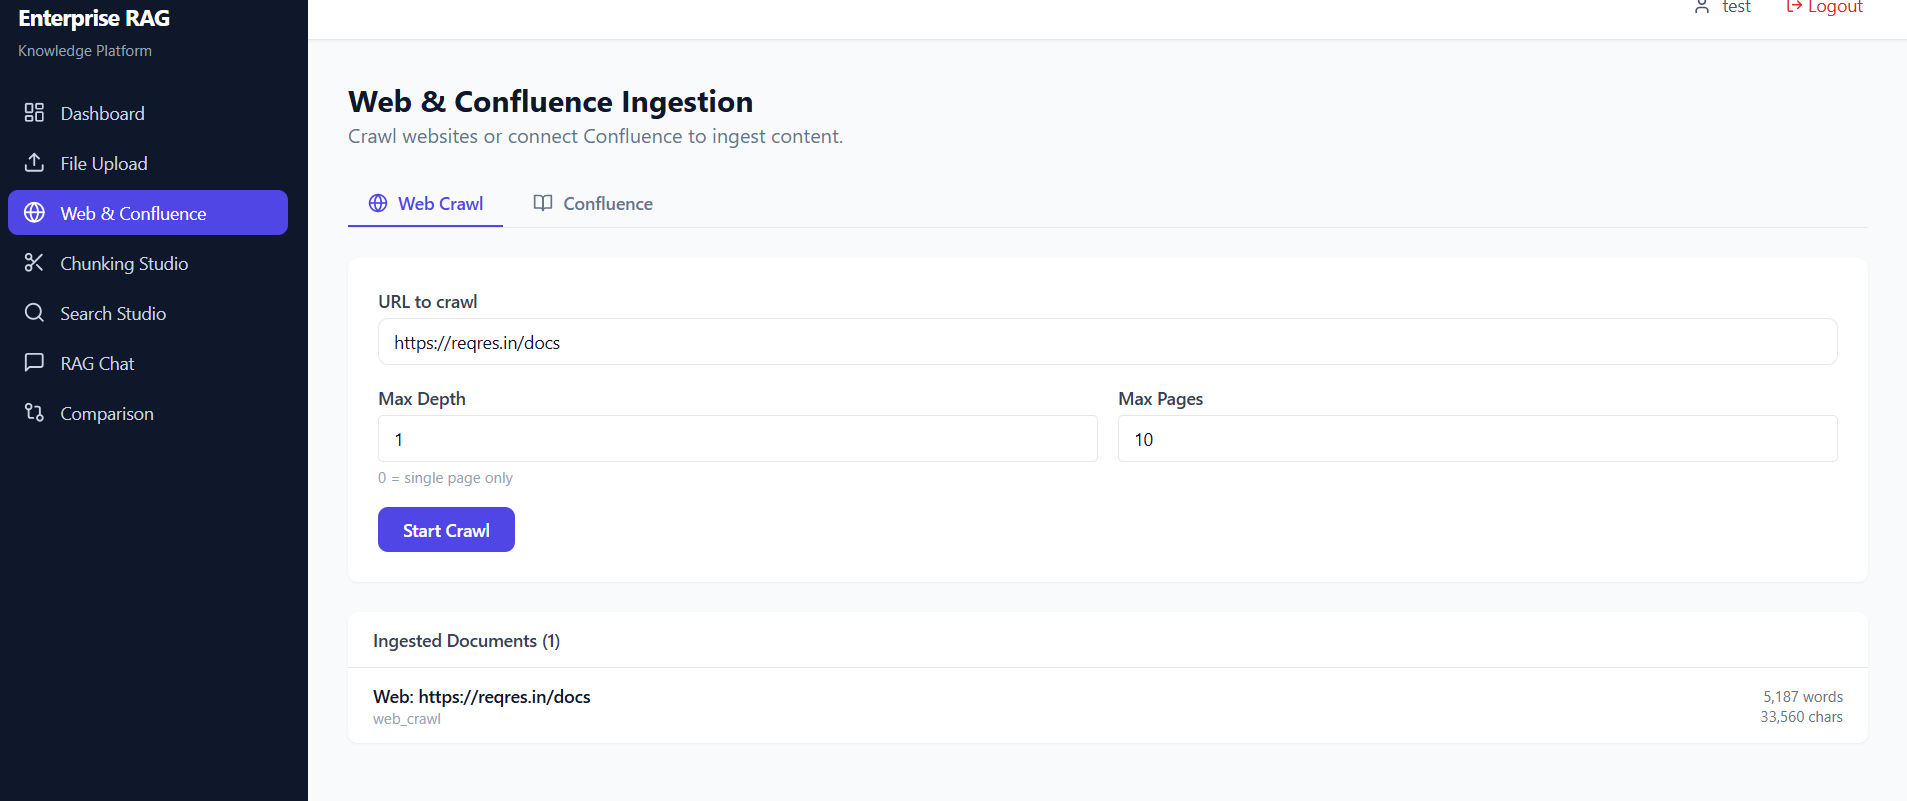 Enterprise RAG
Knowledge Platform
Dashboard
File Upload
Web & Confluence
Chunking Studio
Search Studio
RAG Chat
Comparison
test
Logout
Web & Confluence Ingestion
Crawl websites or connect Confluence to ingest content.
Web Crawl
Confluence
URL to crawl
https://reqres.in/docs
Max Depth
1
0 = single page only
Max Pages
10
Start Crawl
Ingested Documents (1)
Web: https://reqres.in/docs
web_crawl
5,187 words
33,560 chars